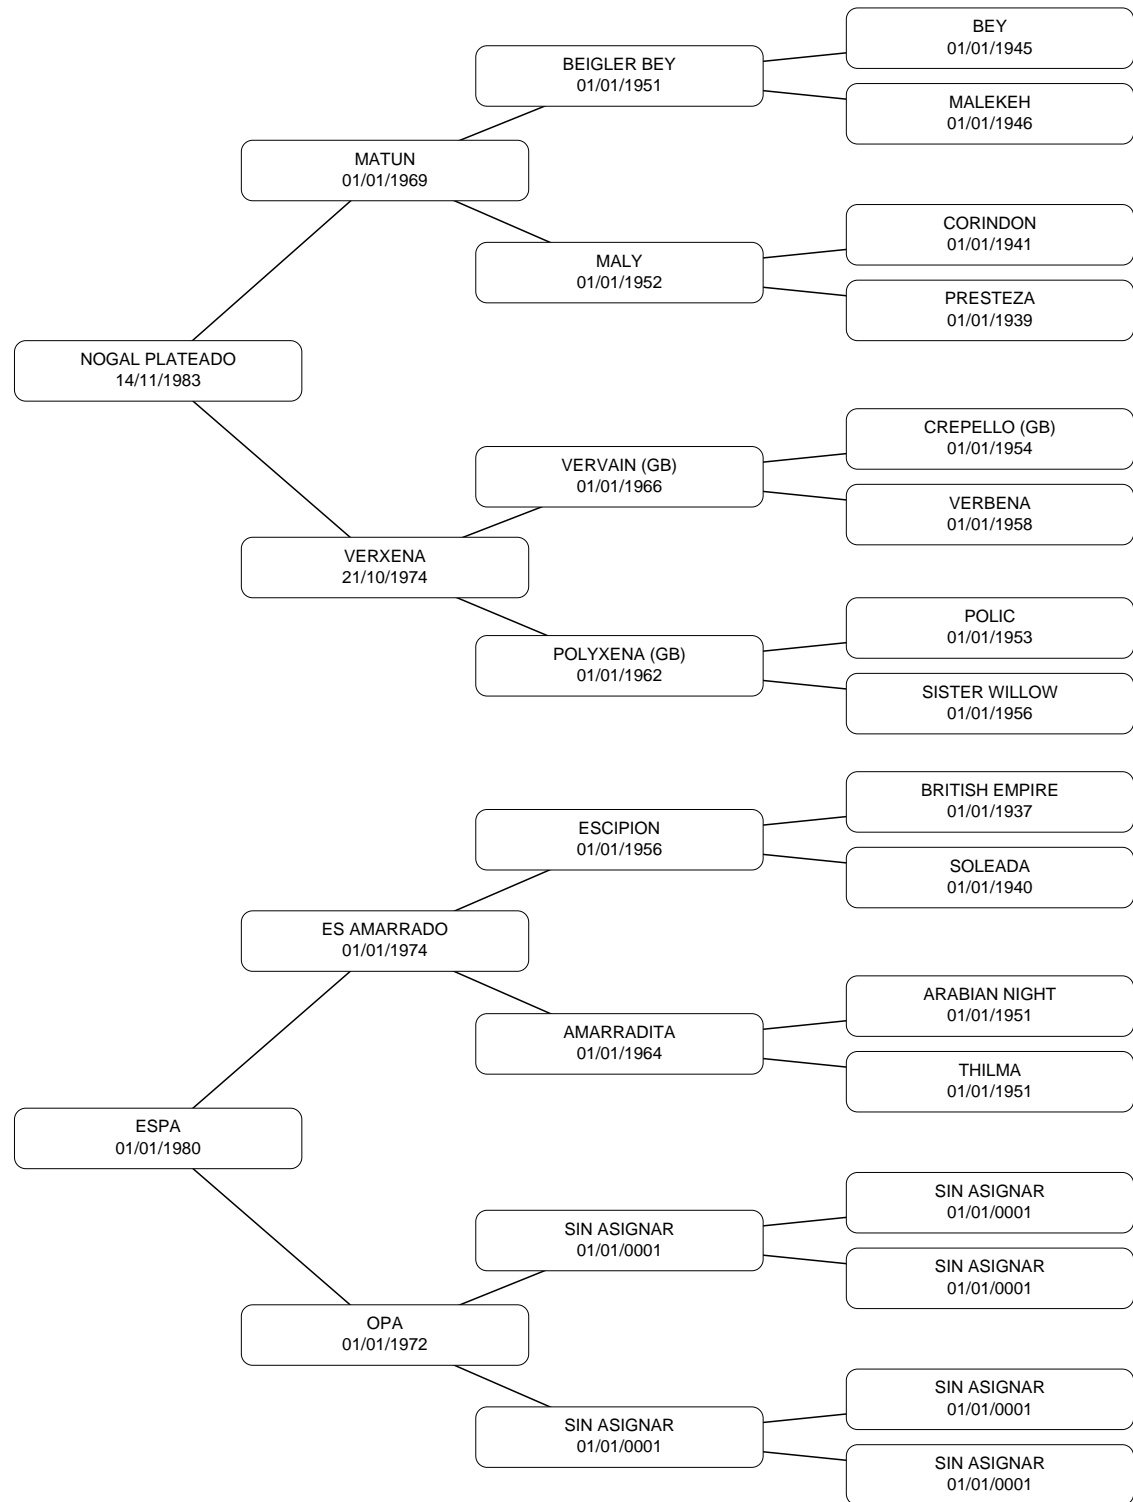 BEY
01/01/1945
BEIGLER BEY
01/01/1951
MALEKEH
01/01/1946
MATUN
01/01/1969
CORINDON
01/01/1941
MALY
01/01/1952
PRESTEZA
01/01/1939
NOGAL PLATEADO
14/11/1983
CREPELLO (GB)
01/01/1954
VERVAIN (GB)
01/01/1966
VERBENA
01/01/1958
VERXENA
21/10/1974
POLIC
01/01/1953
POLYXENA (GB)
01/01/1962
SISTER WILLOW
01/01/1956
BRITISH EMPIRE
01/01/1937
ESCIPION
01/01/1956
SOLEADA
01/01/1940
ES AMARRADO
01/01/1974
ARABIAN NIGHT
01/01/1951
AMARRADITA
01/01/1964
THILMA
01/01/1951
ESPA
01/01/1980
SIN ASIGNAR
01/01/0001
SIN ASIGNAR
01/01/0001
SIN ASIGNAR
01/01/0001
OPA
01/01/1972
SIN ASIGNAR
01/01/0001
SIN ASIGNAR
01/01/0001
SIN ASIGNAR
01/01/0001